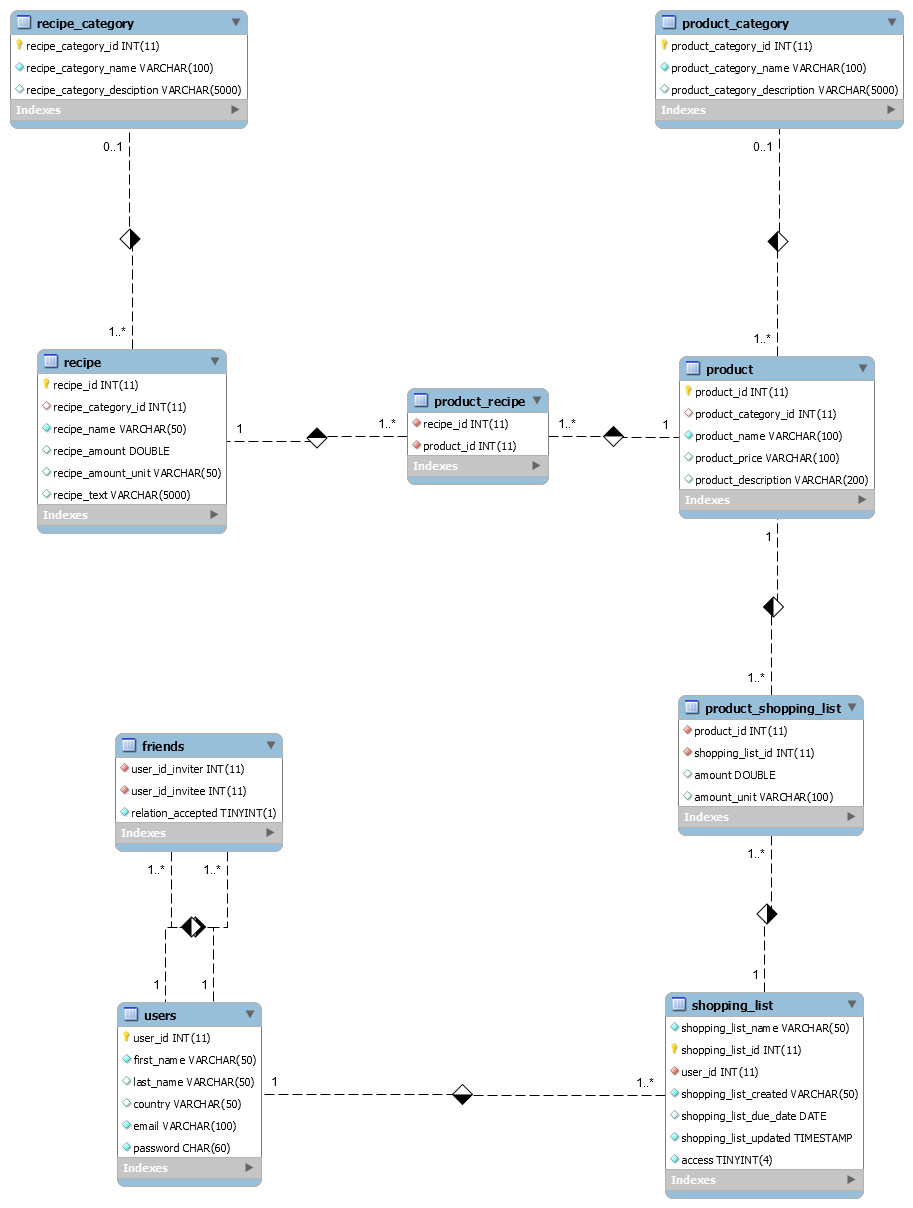 recipe_category
recipe_category_id INT(11)
recipe_category_name VARCHAR(100)
recipe_category_desciption VARCHAR(5000)
Indexes
product_category
product_category_id INT(11)
product_category_name VARCHAR(100)
product_category_description VARCHAR(5000)
Indexes
0..1
0..1
1..*
1..*
recipe
recipe_id INT(11)
recipe_category_id INT(11)
recipe_name VARCHAR(50)
recipe_amount DOUBLE
recipe_amount_unit VARCHAR(50)
recipe_text VARCHAR(5000)
Indexes
1
1..*
product_recipe
recipe_id INT(11)
product_id INT(11)
Indexes
1..*
1
product
product_id INT(11)
product_category_id INT(11)
product_name VARCHAR(100)
product_price VARCHAR(100)
product_description VARCHAR(200)
Indexes
1
1..*
product_shopping_list
product_id INT(11)
shopping_list_id INT(11)
amount DOUBLE
amount_unit VARCHAR(100)
Indexes
1..*
1
friends
user_id_inviter INT(11)
user_id_invitee INT(11)
relation_accepted TINYINT(1)
Indexes
1..*
1..*
1
1
users
user_id INT(11)
first_name VARCHAR(50)
last_name VARCHAR(50)
country VARCHAR(50)
email VARCHAR(100)
password CHAR(60)
Indexes
1
1..*
shopping_list
shopping_list_name VARCHAR(50)
shopping_list_id INT(11)
user_id INT(11)
shopping_list_created VARCHAR(50)
shopping_list_due_date DATE
shopping_list_updated TIMESTAMP
access TINYINT(4)
Indexes